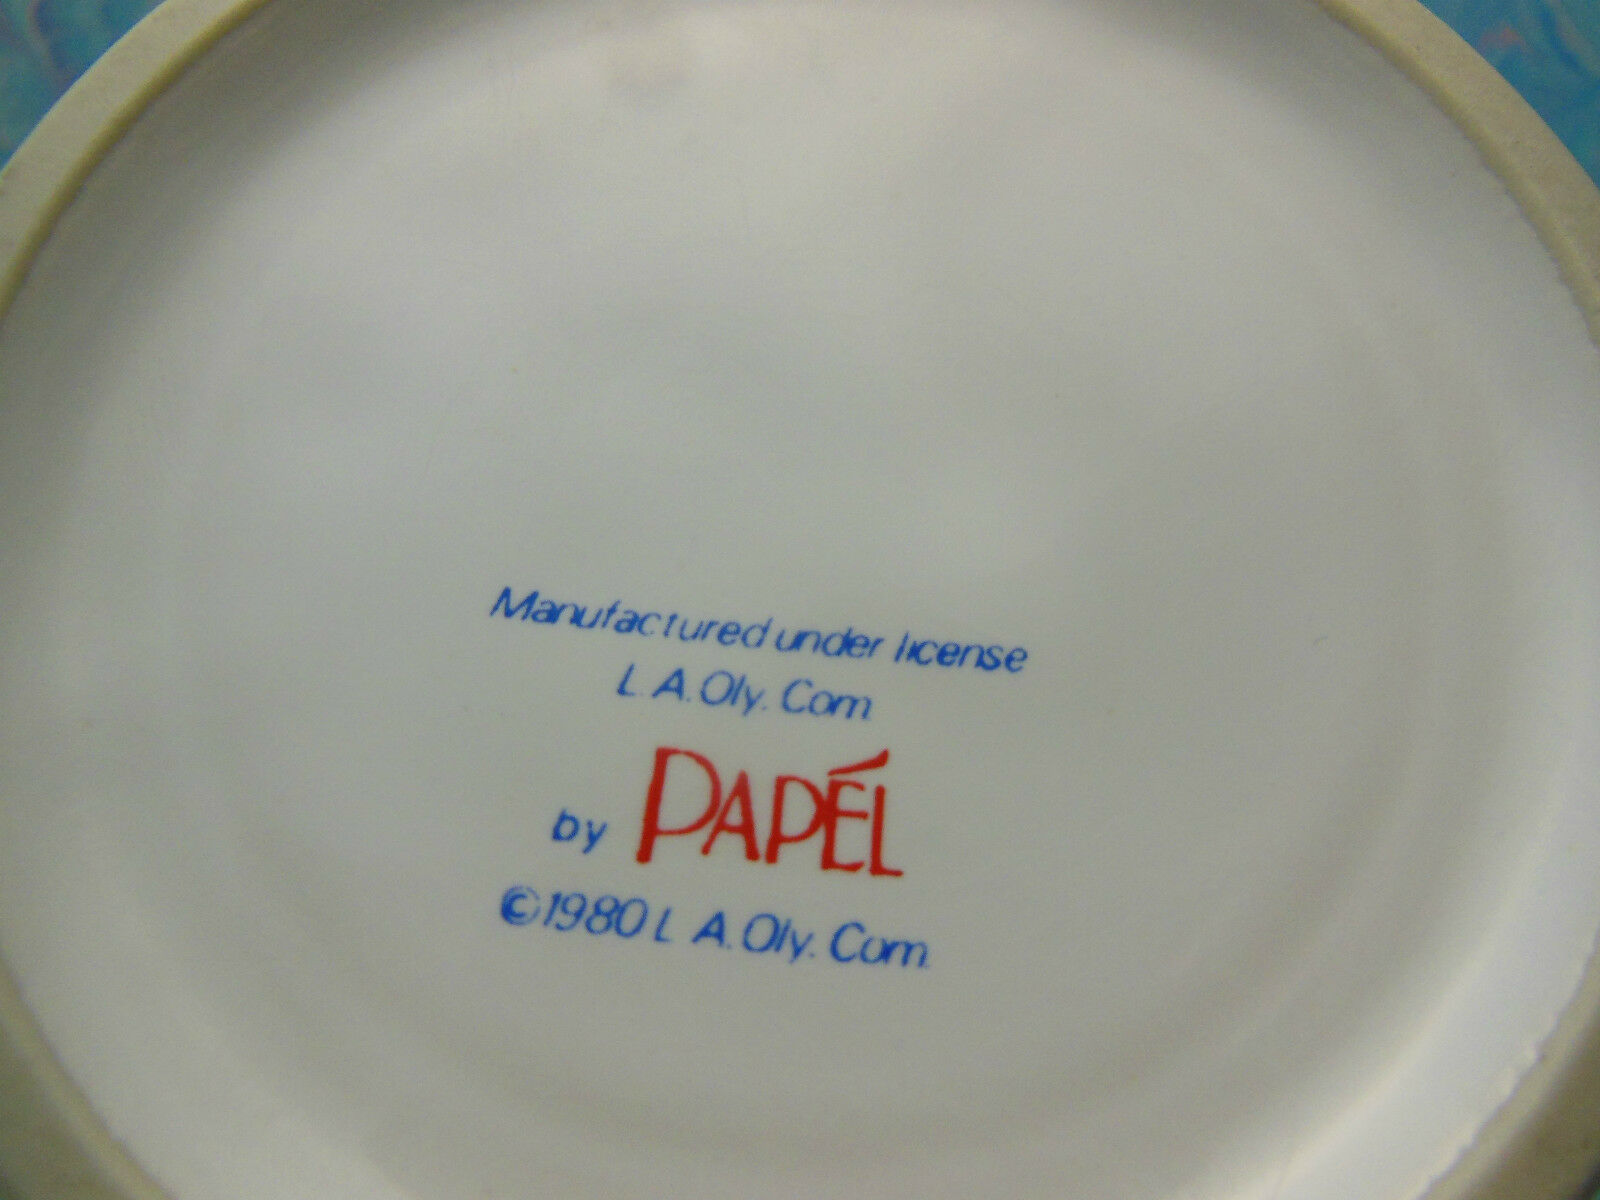 Manufactured under license
L.A.Oly. Com
by PAPÉL
©1980 L.A.Oly. Com.